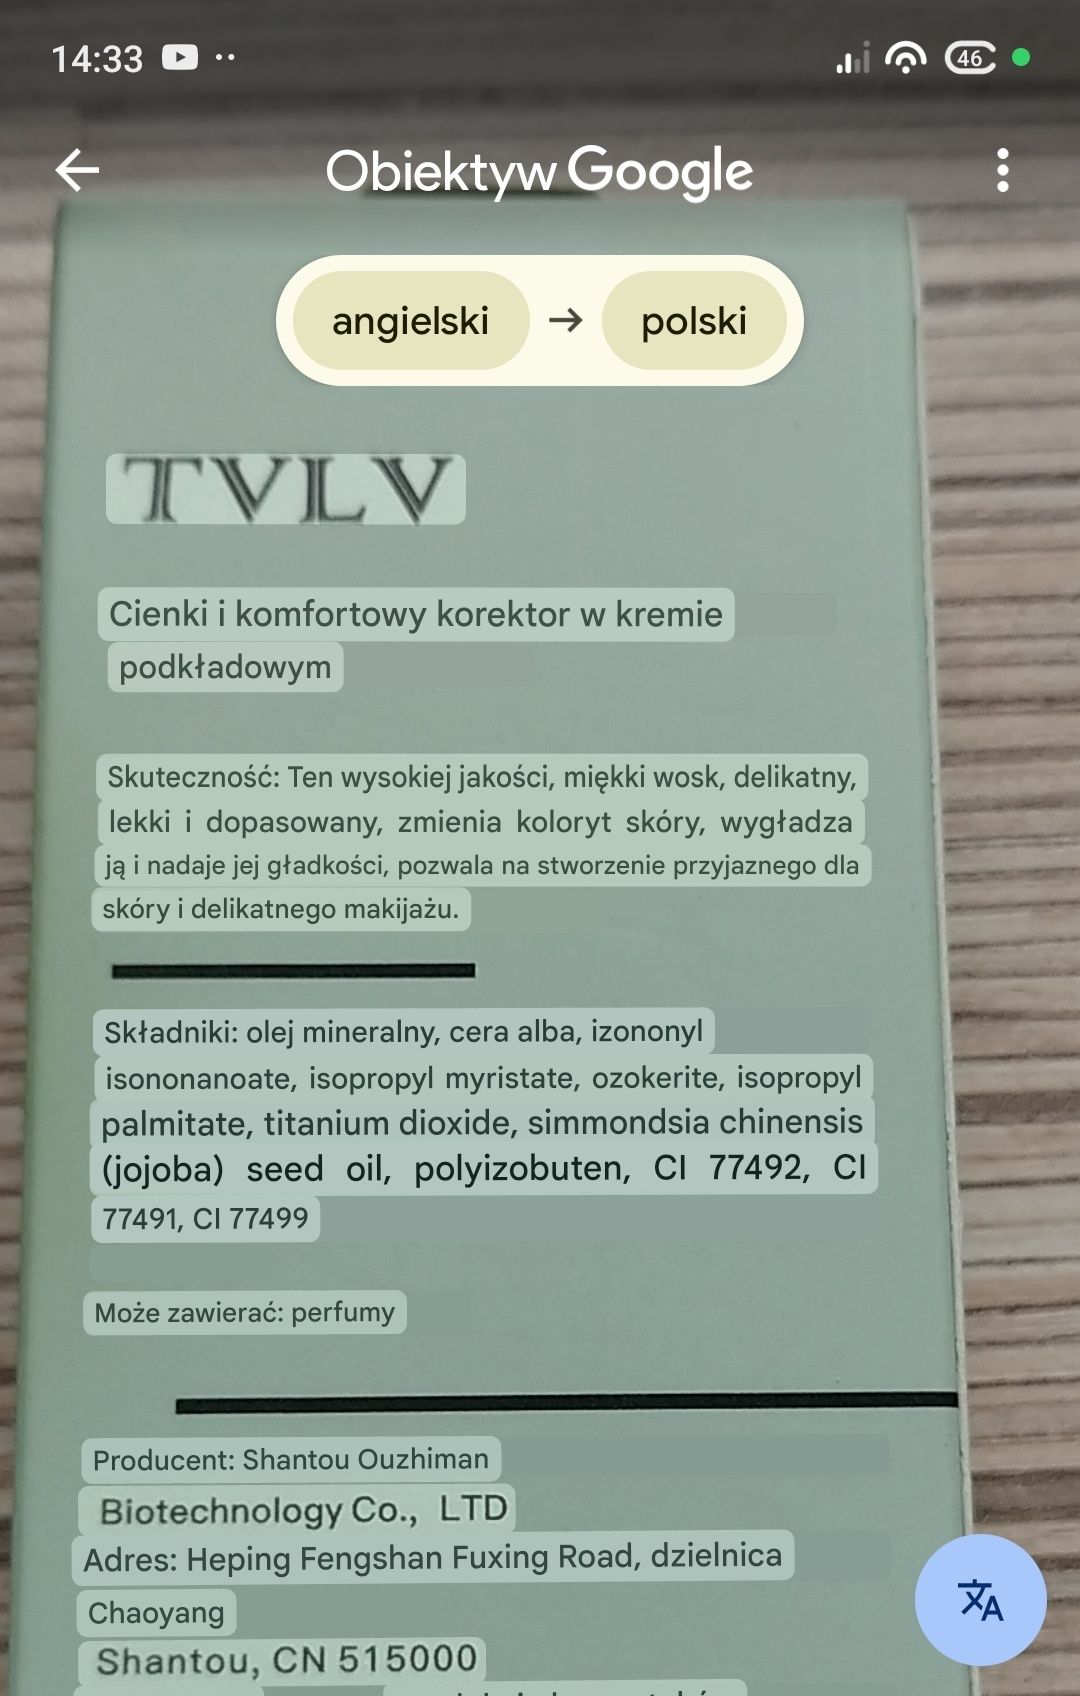 14:33
46
Obiektyw Google
angielski → polski
TVLV
Cienki i komfortowy korektor w kremie
podkładowym
Skuteczność: Ten wysokiej jakości, miękki wosk, delikatny,
lekki i dopasowany, zmienia koloryt skóry, wygładza
ją i nadaje jej gładkości, pozwala na stworzenie przyjaznego dla
skóry i delikatnego makijażu.
Składniki: olej mineralny, cera alba, izononyl
isononanoate, isopropyl myristate, ozokerite, isopropyl
palmitate, titanium dioxide, simmondsia chinensis
(jojoba) seed oil, polyizobuten, CI 77492, CI
77491, CI 77499
Może zawierać: perfumy
Producent: Shantou Ouzhiman
Biotechnology Co., LTD
Adres: Heping Fengshan Fuxing Road, dzielnica
Chaoyang
Shantou, CN 515000